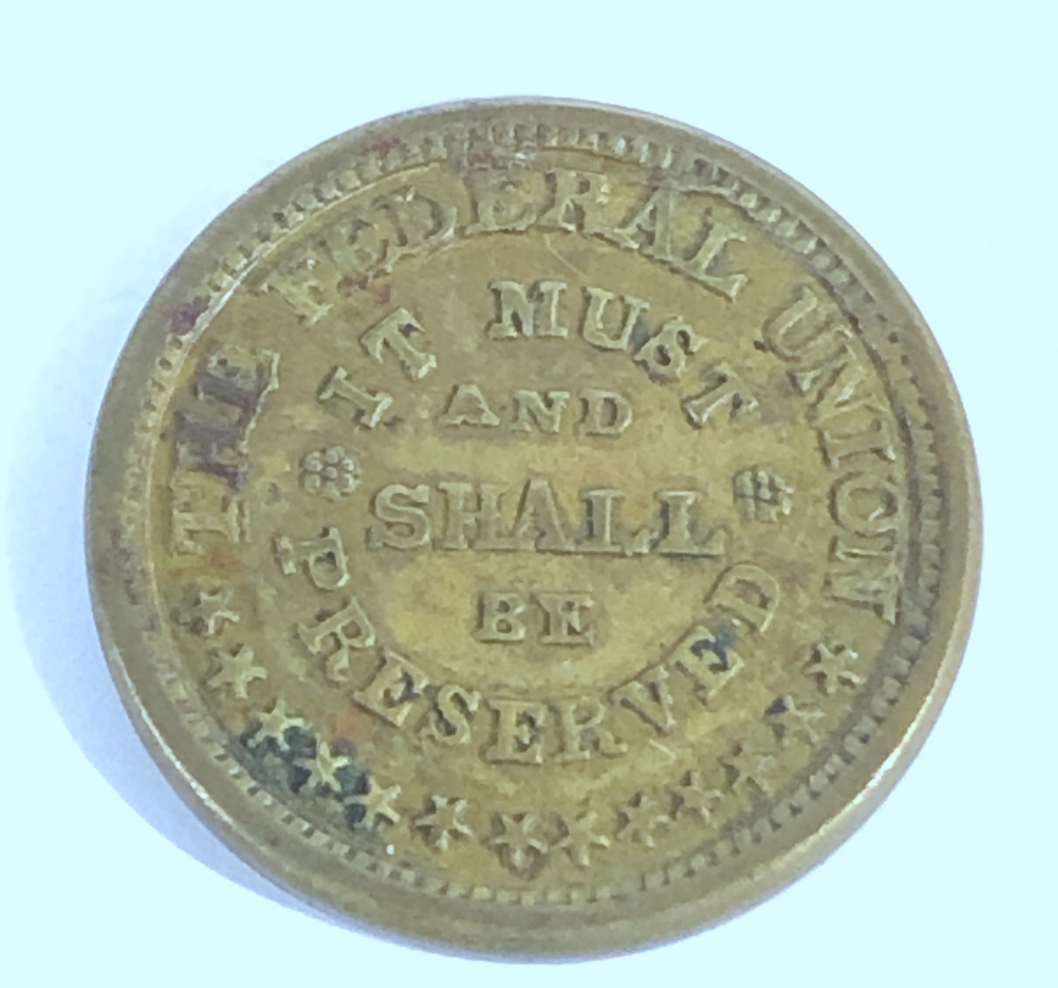 THE FEDERAL UNION
IT MUST
AND
SHALL
BE
PRESERVED